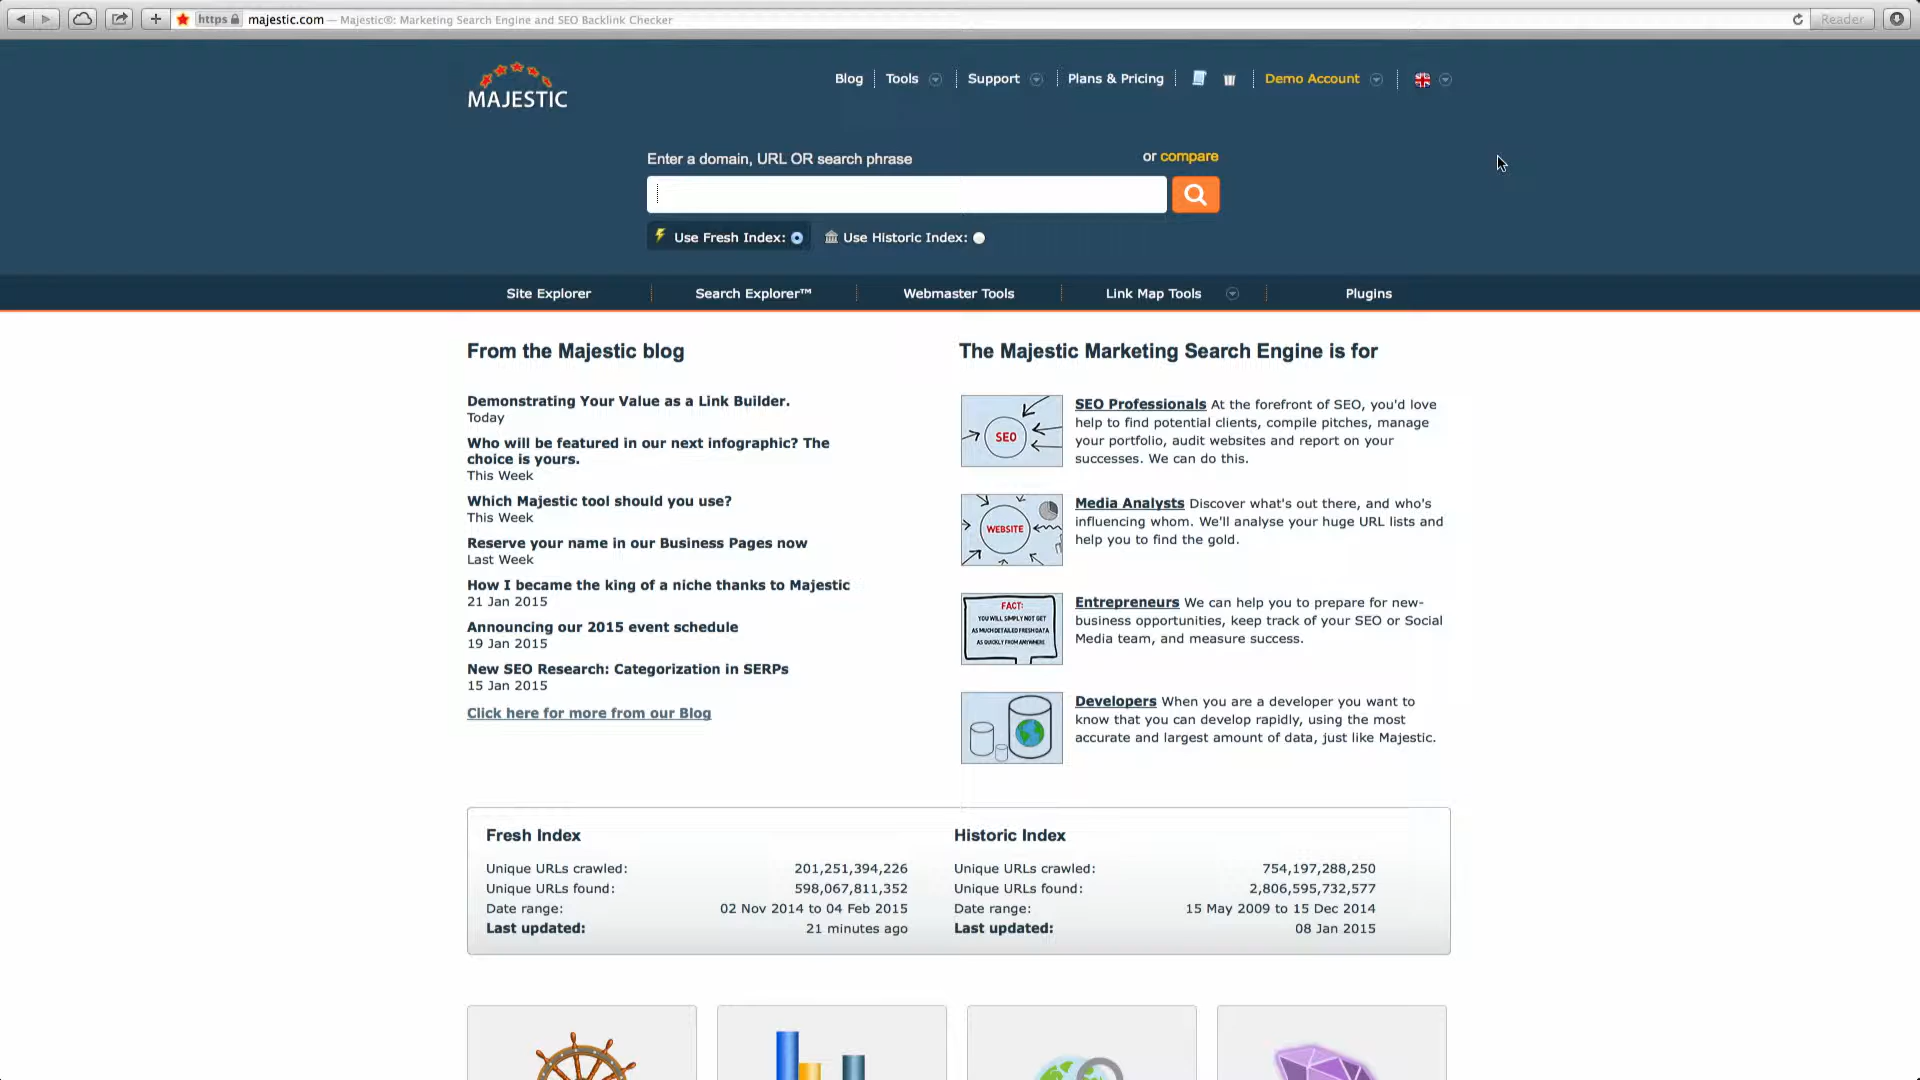 https majestic.com — Majestic®: Marketing Search Engine and SEO Backlink Checker Reader
MAJESTIC
Blog Tools Support Plans & Pricing Demo Account
Enter a domain, URL OR search phrase or compare
Use Fresh Index: Use Historic Index:
Site Explorer Search Explorer™ Webmaster Tools Link Map Tools Plugins
From the Majestic blog
Demonstrating Your Value as a Link Builder.
Today
Who will be featured in our next infographic? The
choice is yours.
This Week
Which Majestic tool should you use?
This Week
Reserve your name in our Business Pages now
Last Week
How I became the king of a niche thanks to Majestic
21 Jan 2015
Announcing our 2015 event schedule
19 Jan 2015
New SEO Research: Categorization in SERPs
15 Jan 2015
Click here for more from our Blog
The Majestic Marketing Search Engine is for
SEO
SEO Professionals At the forefront of SEO, you'd love
help to find potential clients, compile pitches, manage
your portfolio, audit websites and report on your
successes. We can do this.
WEBSITE
Media Analysts Discover what's out there, and who's
influencing whom. We'll analyse your huge URL lists and
help you to find the gold.
FACT:
YOU WILL SIMPLY NOT GET
AS MUCH DETAILED FRESH DATA
AS QUICKLY FROM ANYWHERE
Entrepreneurs We can help you to prepare for new-
business opportunities, keep track of your SEO or Social
Media team, and measure success.
Developers When you are a developer you want to
know that you can develop rapidly, using the most
accurate and largest amount of data, just like Majestic.
Fresh Index
Unique URLs crawled: 201,251,394,226
Unique URLs found: 598,067,811,352
Date range: 02 Nov 2014 to 04 Feb 2015
Last updated: 21 minutes ago
Historic Index
Unique URLs crawled: 754,197,288,250
Unique URLs found: 2,806,595,732,577
Date range: 15 May 2009 to 15 Dec 2014
Last updated: 08 Jan 2015